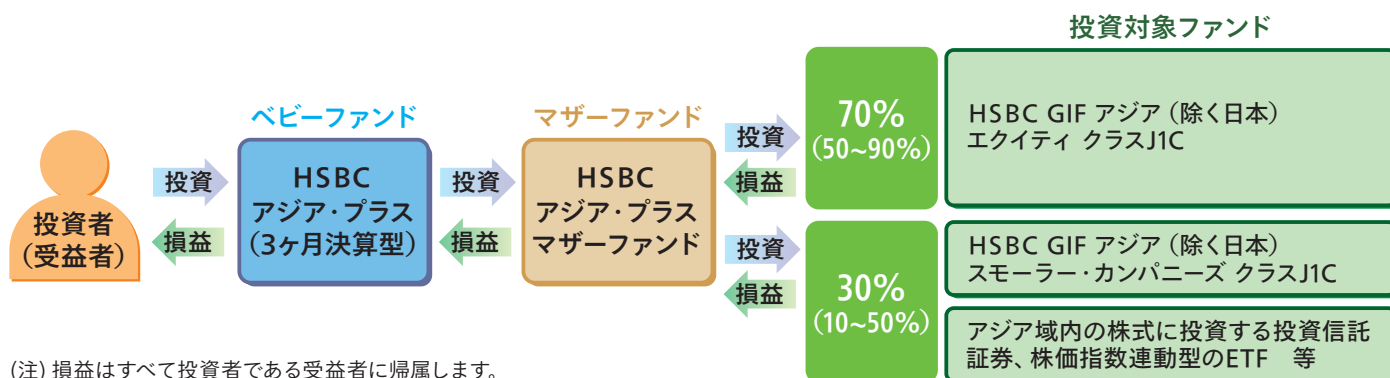 投資対象ファンド
ベビーファンド
マザーファンド
投資者
(受益者)
投資
損益
HSBC
アジア・プラス
(3ヶ月決算型)
投資
損益
HSBC
アジア・プラス
マザーファンド
投資
損益
70%
(50~90%)
HSBC GIF アジア (除く日本)
エクイティ クラスJ1C
投資
損益
30%
(10~50%)
HSBC GIF アジア (除く日本)
スモーラー・カンパニーズ クラスJ1C
アジア域内の株式に投資する投資信託
証券、株価指数連動型のETF 等
(注) 損益はすべて投資者である受益者に帰属します。